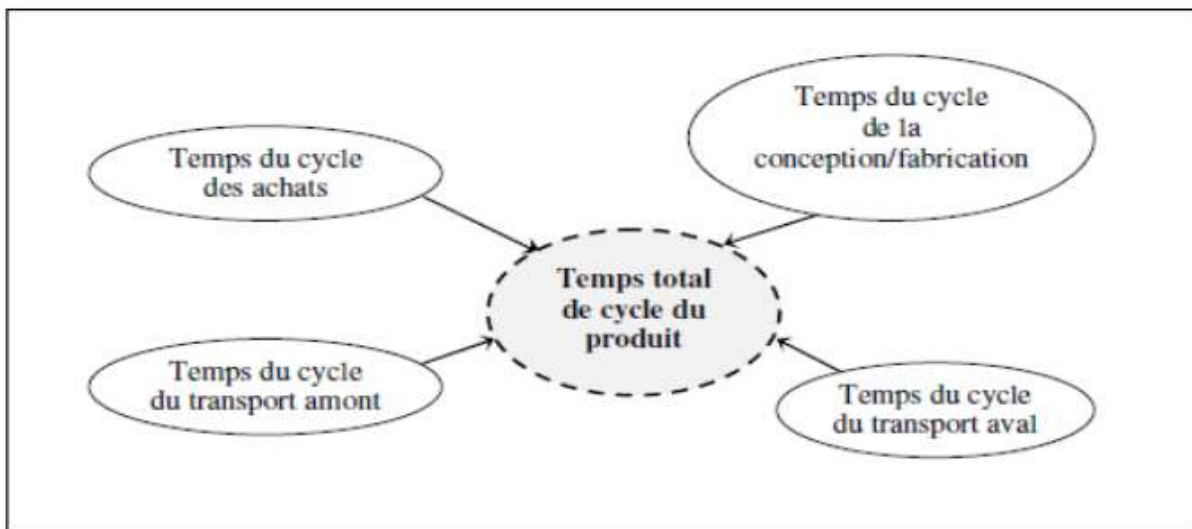 Temps du cycle
des achats
Temps du cycle
de la
conception/fabrication
Temps total
de cycle du
produit
Temps du cycle
du transport amont
Temps du cycle
du transport aval